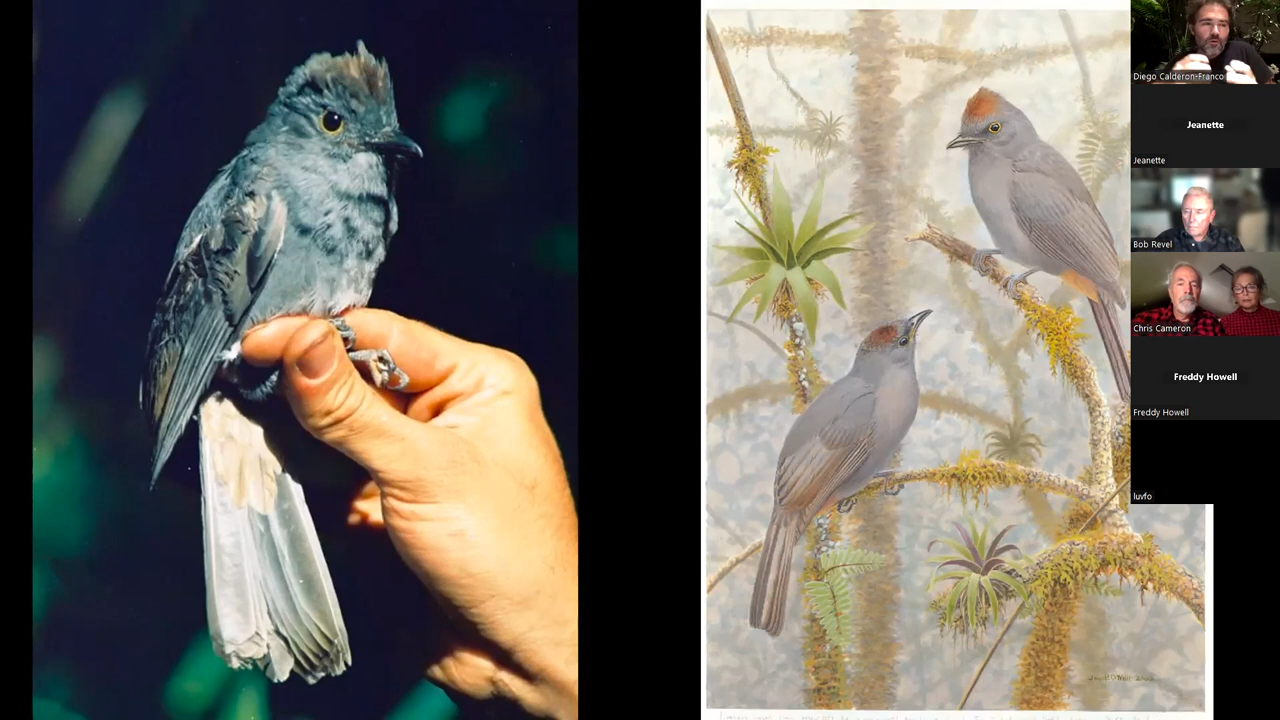 Diego Calderon-Franco
Jeanette
Jeanette
Bob Revel
Chris Cameron
Freddy Howell
Freddy Howell
luvfo